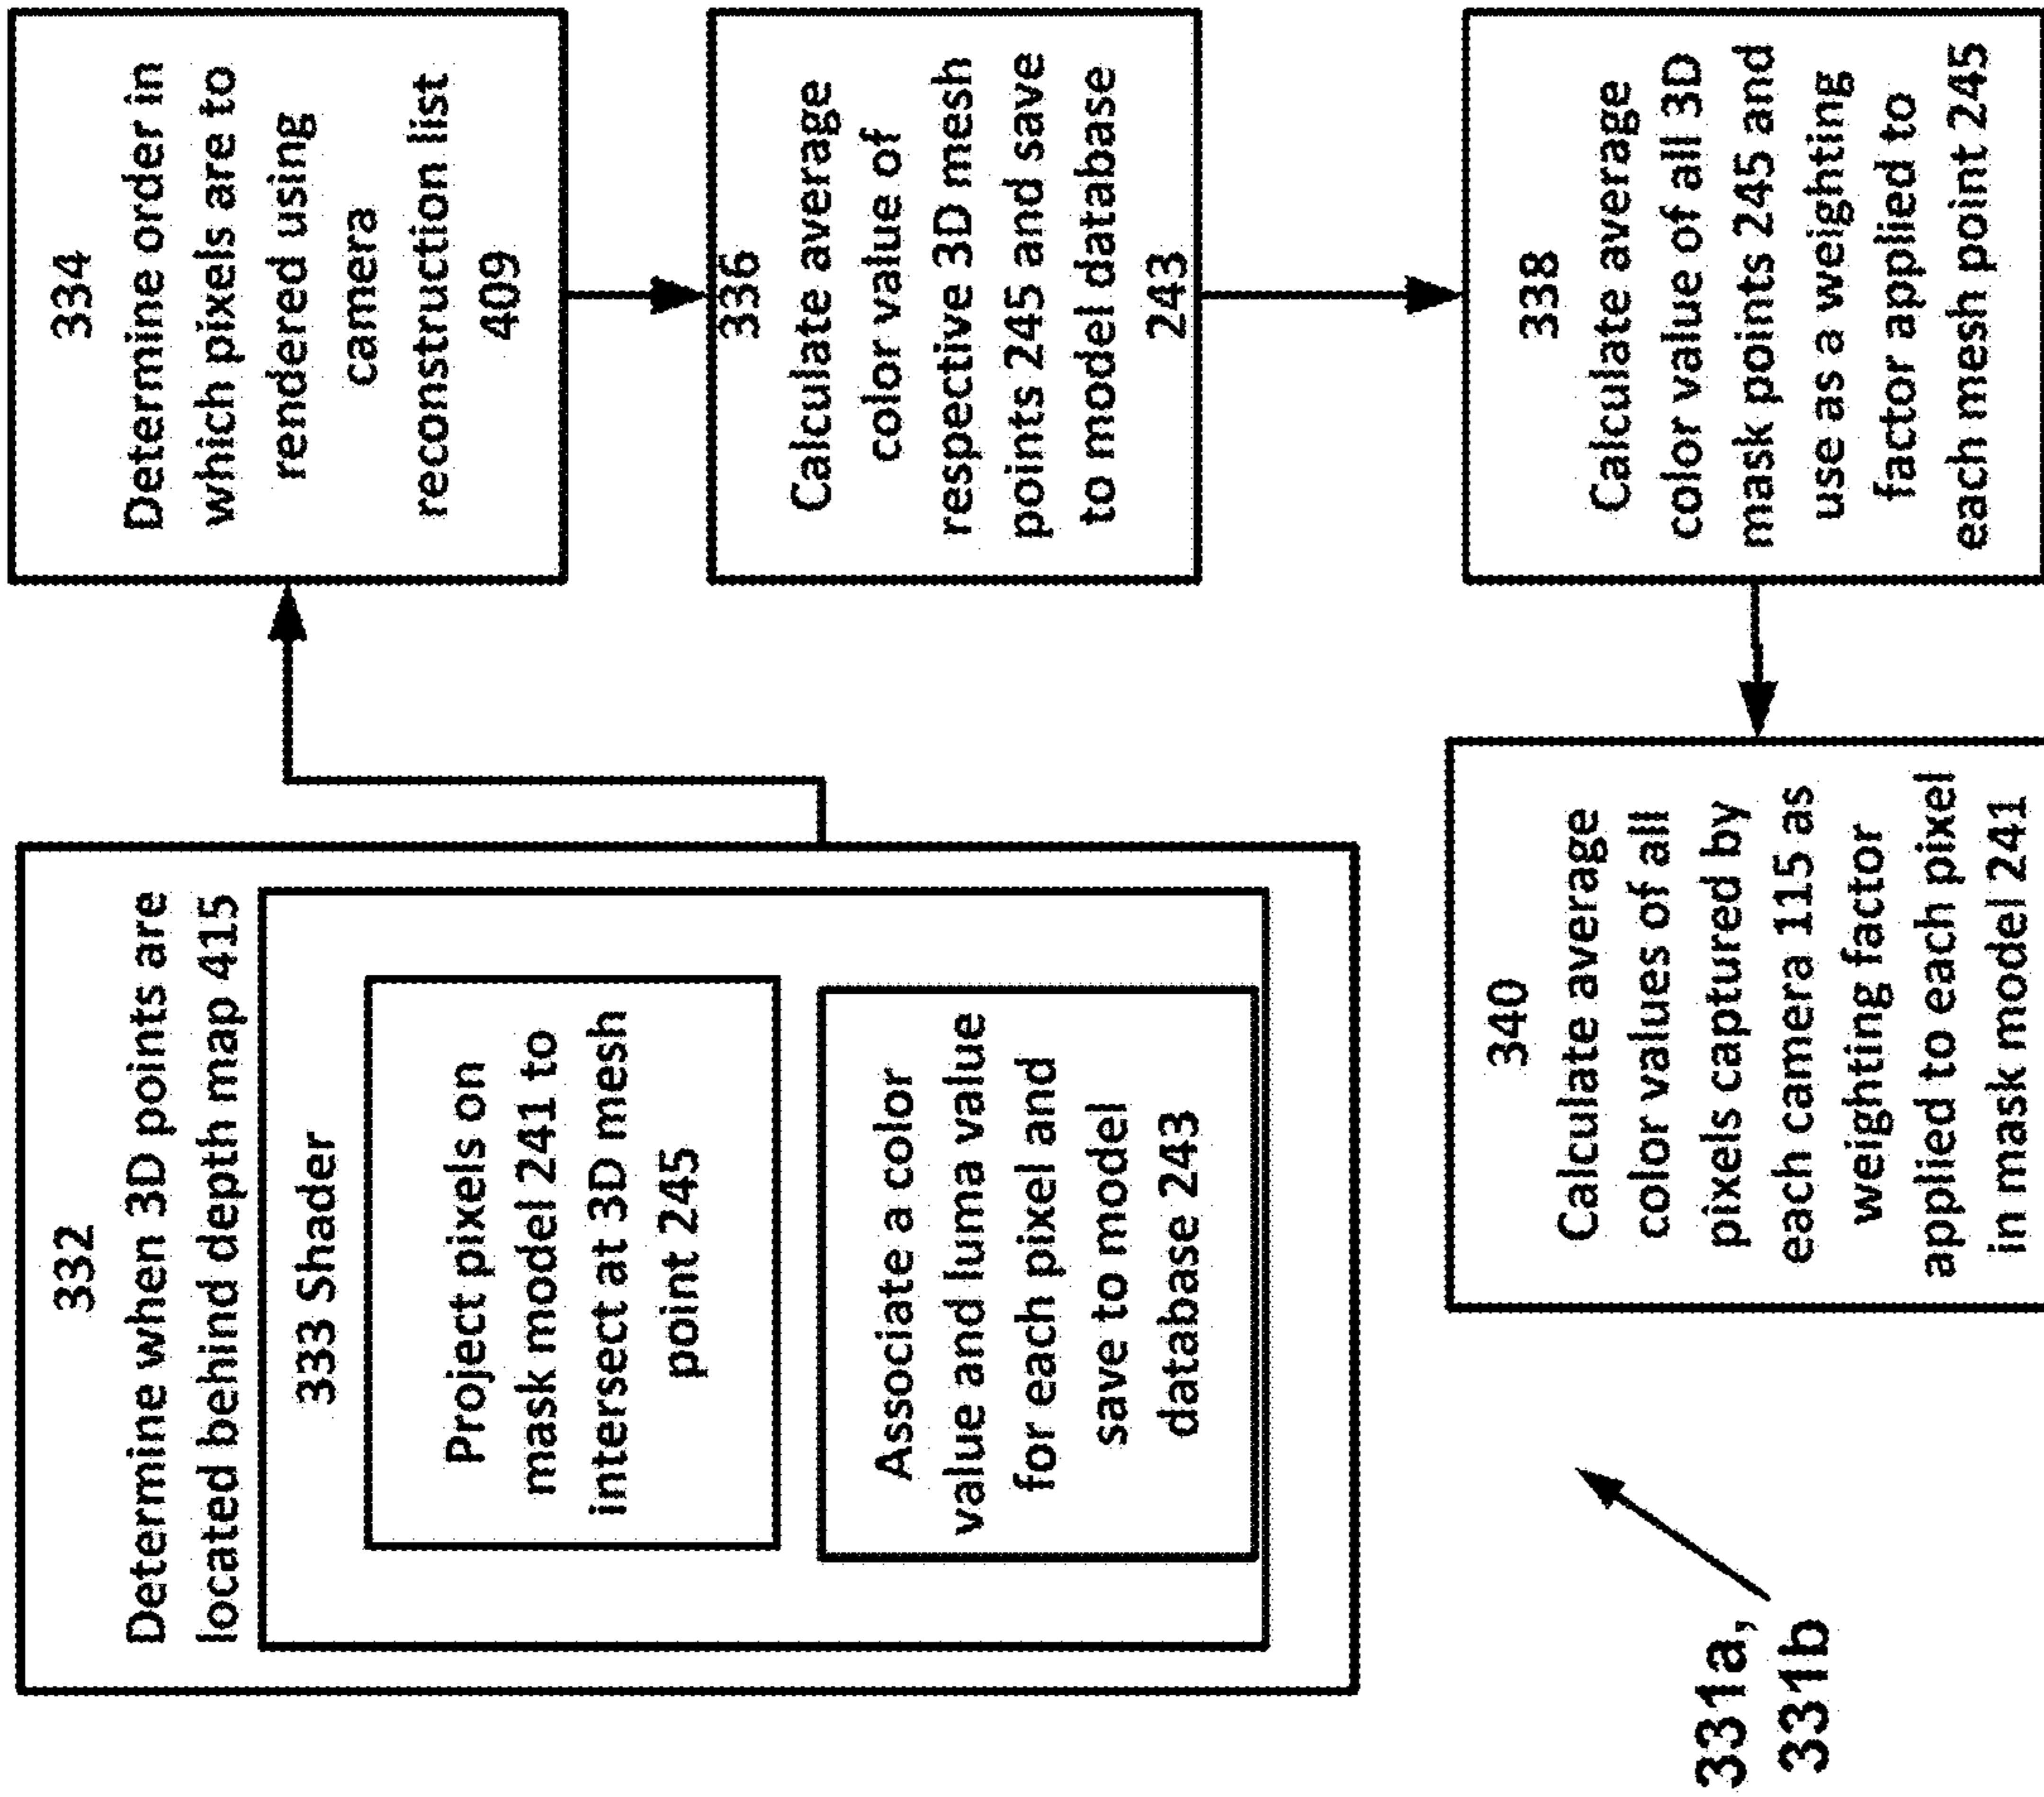 332
Determine when 3D points are
located behind depth map 415
333 Shader
Project pixels on
mask model 241 to
intersect at 3D mesh
point 245
Associate a color
value and luma value
for each pixel and
save to model
database 243
334
Determine order in
which pixels are to
rendered using
camera
reconstruction list
409
336
Calculate average
color value of
respective 3D mesh
points 245 and save
to model database
243
338
Calculate average
color value of all 3D
mask points 245 and
use as a weighting
factor applied to
each mesh point 245
340
Calculate average
color values of all
pixels captured by
each camera 115 as
weighting factor
applied to each pixel
in mask model 241
331a,
331b